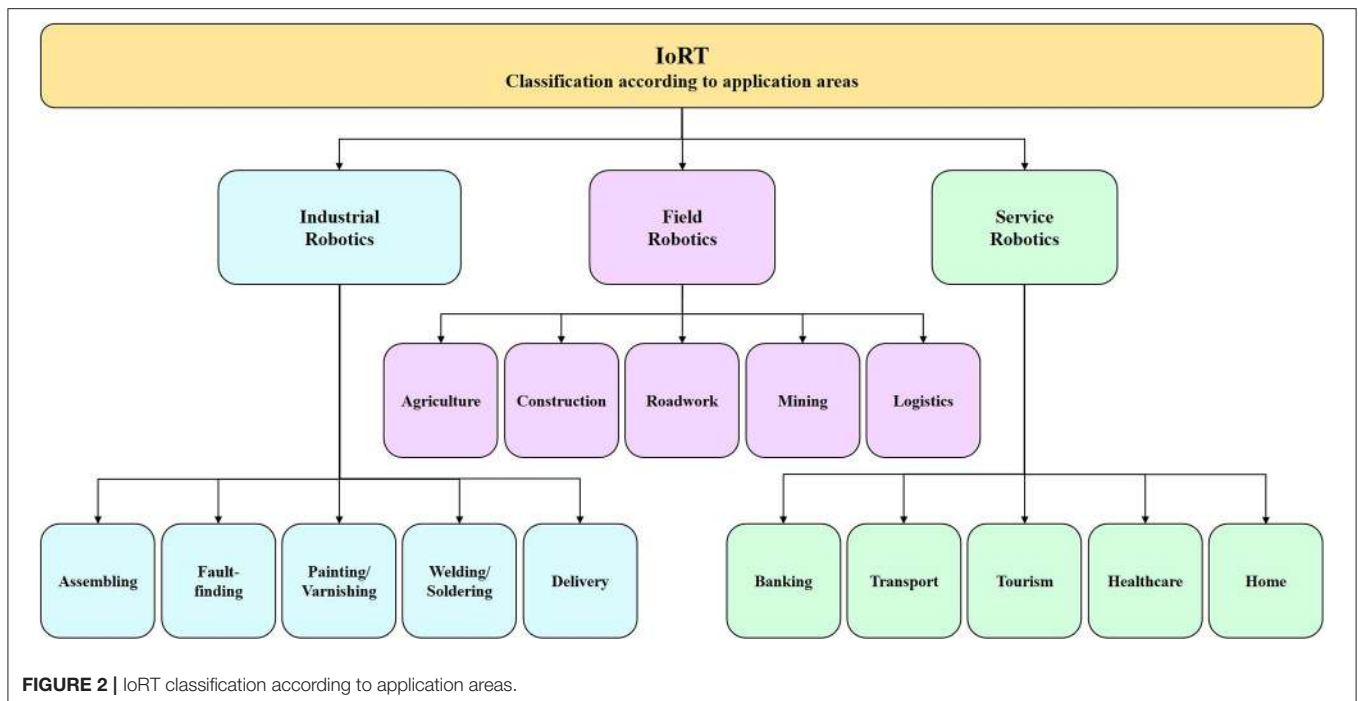 IoRT
Classification according to application areas
Industrial
Robotics
Field
Robotics
Service
Robotics
Agriculture
Construction
Roadwork
Mining
Logistics
Assembling
Fault-
finding
Painting/
Varnishing
Welding/
Soldering
Delivery
Banking
Transport
Tourism
Healthcare
Home
FIGURE 2 | IoRT classification according to application areas.